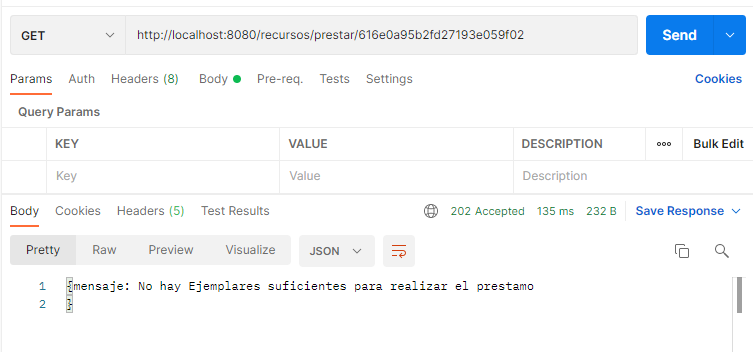 GET http://localhost:8080/recursos/prestar/616e0a95b2fd27193e059f02 Send
Params Auth Headers (8) Body Pre-req. Tests Settings Cookies
Query Params
KEY VALUE DESCRIPTION ooo Bulk Edit
Key Value Description
Body Cookies Headers (5) Test Results 202 Accepted 135 ms 232 B Save Response
Pretty Raw Preview Visualize JSON
1 {mensaje: No hay Ejemplares suficientes para realizar el prestamo
2 }